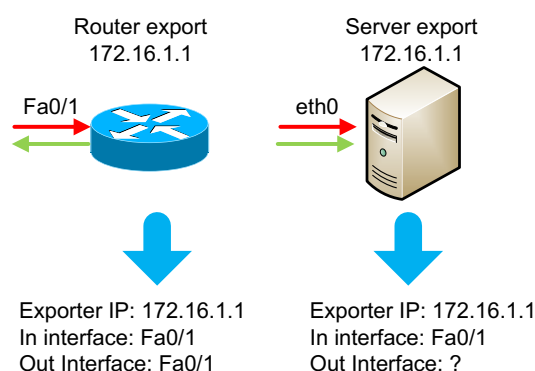 Router export
172.16.1.1
Server export
172.16.1.1
Fa0/1
eth0
Exporter IP: 172.16.1.1
In interface: Fa0/1
Out Interface: Fa0/1
Exporter IP: 172.16.1.1
In interface: Fa0/1
Out Interface: ?